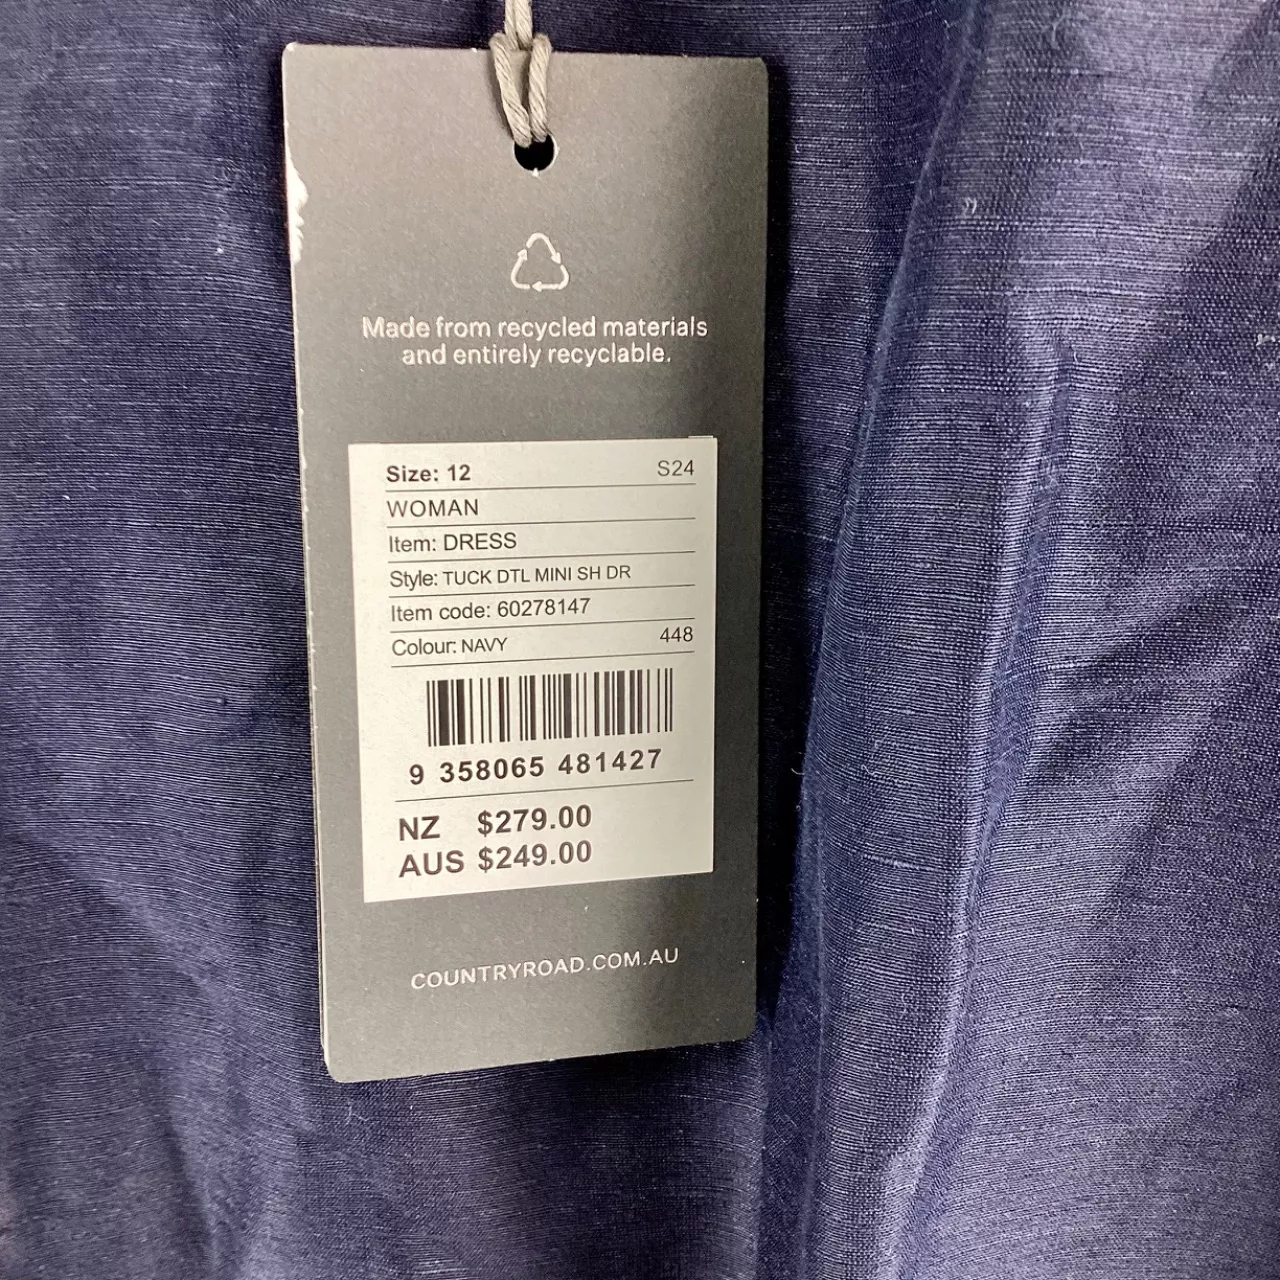 Made from recycled materials
and entirely recyclable.
Size: 12 S24
WOMAN
Item: DRESS
Style: TUCK DTL MINI SH DR
Item code: 60278147
Colour: NAVY 448
9 358065 481427
NZ $279.00
AUS $249.00
COUNTRYROAD.COM.AU